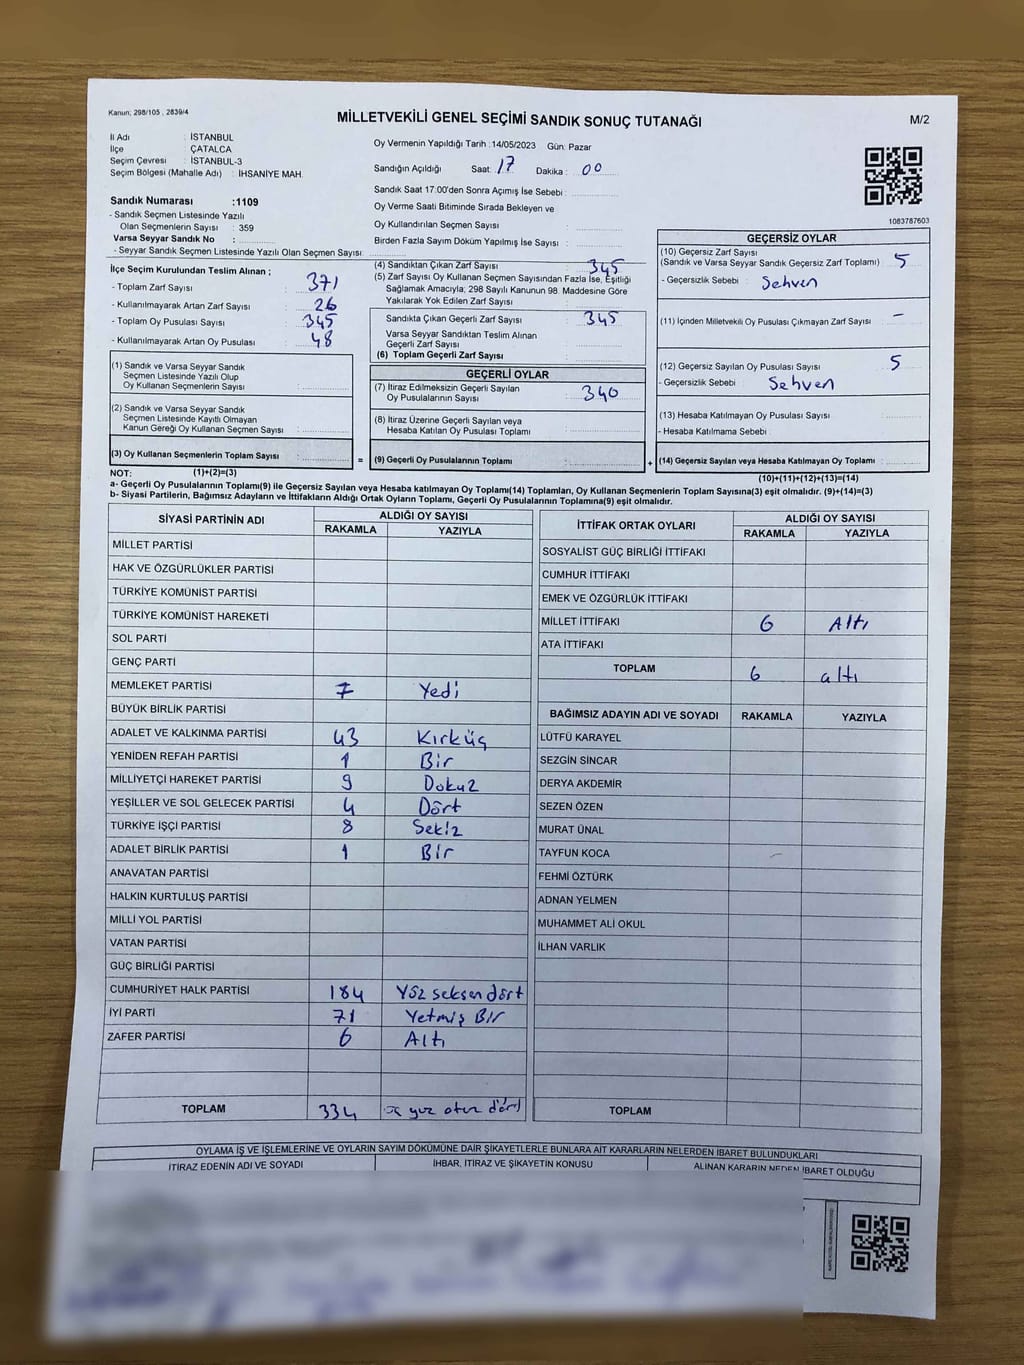 Kanun; 298/105 , 2839/4
MİLLETVEKİLİ GENEL SEÇİMİ SANDIK SONUÇ TUTANAĞI
M/2
İl Adı : İSTANBUL
İlçe : ÇATALCA
Seçim Çevresi : İSTANBUL-3
Seçim Bölgesi (Mahalle Adı) : İHSANİYE MAH.
Oy Vermenin Yapıldığı Tarih :14/05/2023 Gün: Pazar
Sandığın Açıldığı Saat: 17 Dakika : 00
Sandık Saat 17:00'den Sonra Açımış İse Sebebi :
Oy Verme Saati Bitiminde Sırada Bekleyen ve
Oy Kullandırılan Seçmen Sayısı :
Birden Fazla Sayım Döküm Yapılmış İse Sayısı :
1083787603
Sandık Numarası :1109
- Sandık Seçmen Listesinde Yazılı
Olan Seçmenlerin Sayısı : 359
Varsa Seyyar Sandık No :
- Seyyar Sandık Seçmen Listesinde Yazılı Olan Seçmen Sayısı
İlçe Seçim Kurulundan Teslim Alınan ;
- Toplam Zarf Sayısı : 371
- Kullanılmayarak Artan Zarf Sayısı : 26
- Toplam Oy Pusulası Sayısı : 345
- Kullanılmayarak Artan Oy Pusulası : 48
(4) Sandıktan Çıkan Zarf Sayısı : 345
(5) Zarf Sayısı Oy Kullanan Seçmen Sayısından Fazla İse, Eşitliği
Sağlamak Amacıyla; 298 Sayılı Kanunun 98. Maddesine Göre
Yakılarak Yok Edilen Zarf Sayısı :
Sandıkta Çıkan Geçerli Zarf Sayısı : 345
Varsa Seyyar Sandıktan Teslim Alınan
Geçerli Zarf Sayısı :
(6) Toplam Geçerli Zarf Sayısı :
GEÇERSİZ OYLAR
(10) Geçersiz Zarf Sayısı
(Sandık ve Varsa Seyyar Sandık Geçersiz Zarf Toplamı) : 5
- Geçersizlik Sebebi : Sehven
(11) İçinden Milletvekili Oy Pusulası Çıkmayan Zarf Sayısı : -
(12) Geçersiz Sayılan Oy Pusulası Sayısı : 5
- Geçersizlik Sebebi : Sehven
(13) Hesaba Katılmayan Oy Pusulası Sayısı :
- Hesaba Katılmama Sebebi :
(14) Geçersiz Sayılan veya Hesaba Katılmayan Oy Toplamı :
(10)+(11)+(12)+(13)=(14)
(1) Sandık ve Varsa Seyyar Sandık
Seçmen Listesinde Yazılı Olup
Oy Kullanan Seçmenlerin Sayısı :
(2) Sandık ve Varsa Seyyar Sandık
Seçmen Listesinde Kayıtlı Olmayan
Kanun Gereği Oy Kullanan Seçmen Sayısı :
(3) Oy Kullanan Seçmenlerin Toplam Sayısı :
=
GEÇERLİ OYLAR
(7) İtiraz Edilmeksizin Geçerli Sayılan
Oy Pusulalarının Sayısı : 340
(8) İtiraz Üzerine Geçerli Sayılan veya
Hesaba Katılan Oy Pusulası Toplamı :
(9) Geçerli Oy Pusulalarının Toplamı :
+
NOT: (1)+(2)=(3)
a- Geçerli Oy Pusulalarının Toplamı(9) ile Geçersiz Sayılan veya Hesaba katılmayan Oy Toplamı(14) Toplamları, Oy Kullanan Seçmenlerin Toplam Sayısına(3) eşit olmalıdır. (9)+(14)=(3)
b- Siyasi Partilerin, Bağımsız Adayların ve İttifakların Aldığı Ortak Oyların Toplamı, Geçerli Oy Pusulalarının Toplamına(9) eşit olmalıdır.
SİYASİ PARTİNİN ADI ALDIĞI OY SAYISI
RAKAMLA YAZIYLA
MİLLET PARTİSİ
HAK VE ÖZGÜRLÜKLER PARTİSİ
TÜRKİYE KOMÜNİST PARTİSİ
TÜRKİYE KOMÜNİST HAREKETİ
SOL PARTİ
GENÇ PARTİ
MEMLEKET PARTİSİ 7 Yedi
BÜYÜK BİRLİK PARTİSİ
ADALET VE KALKINMA PARTİSİ 43 Kırküç
YENİDEN REFAH PARTİSİ 1 Bir
MİLLİYETÇİ HAREKET PARTİSİ 9 Dokuz
YEŞİLLER VE SOL GELECEK PARTİSİ 4 Dört
TÜRKİYE İŞÇİ PARTİSİ 8 Sekiz
ADALET BİRLİK PARTİSİ 1 Bir
ANAVATAN PARTİSİ
HALKIN KURTULUŞ PARTİSİ
MİLLİ YOL PARTİSİ
VATAN PARTİSİ
GÜÇ BİRLİĞİ PARTİSİ
CUMHURİYET HALK PARTİSİ 184 Yüz seksen dört
İYİ PARTİ 71 Yetmiş Bir
ZAFER PARTİSİ 6 Altı
TOPLAM 334 üç yuz otuz dört
İTTİFAK ORTAK OYLARI ALDIĞI OY SAYISI
RAKAMLA YAZIYLA
SOSYALİST GÜÇ BİRLİĞİ İTTİFAKI
CUMHUR İTTİFAKI
EMEK VE ÖZGÜRLÜK İTTİFAKI
MİLLET İTTİFAKI 6 Altı
ATA İTTİFAKI
TOPLAM 6 altı
BAĞIMSIZ ADAYIN ADI VE SOYADI RAKAMLA YAZIYLA
LÜTFÜ KARAYEL
SEZGİN SİNCAR
DERYA AKDEMİR
SEZEN ÖZEN
MURAT ÜNAL
TAYFUN KOCA
FEHMİ ÖZTÜRK
ADNAN YELMEN
MUHAMMET ALİ OKUL
İLHAN VARLIK
TOPLAM
OYLAMA İŞ VE İŞLEMLERİNE VE OYLARIN SAYIM DÖKÜMÜNE DAİR ŞİKAYETLERLE BUNLARA AİT KARARLARIN NELERDEN İBARET BULUNDUKLARI
İTİRAZ EDENİN ADI VE SOYADI İHBAR, İTİRAZ VE ŞİKAYETİN KONUSU ALINAN KARARIN NEDEN İBARET OLDUĞU